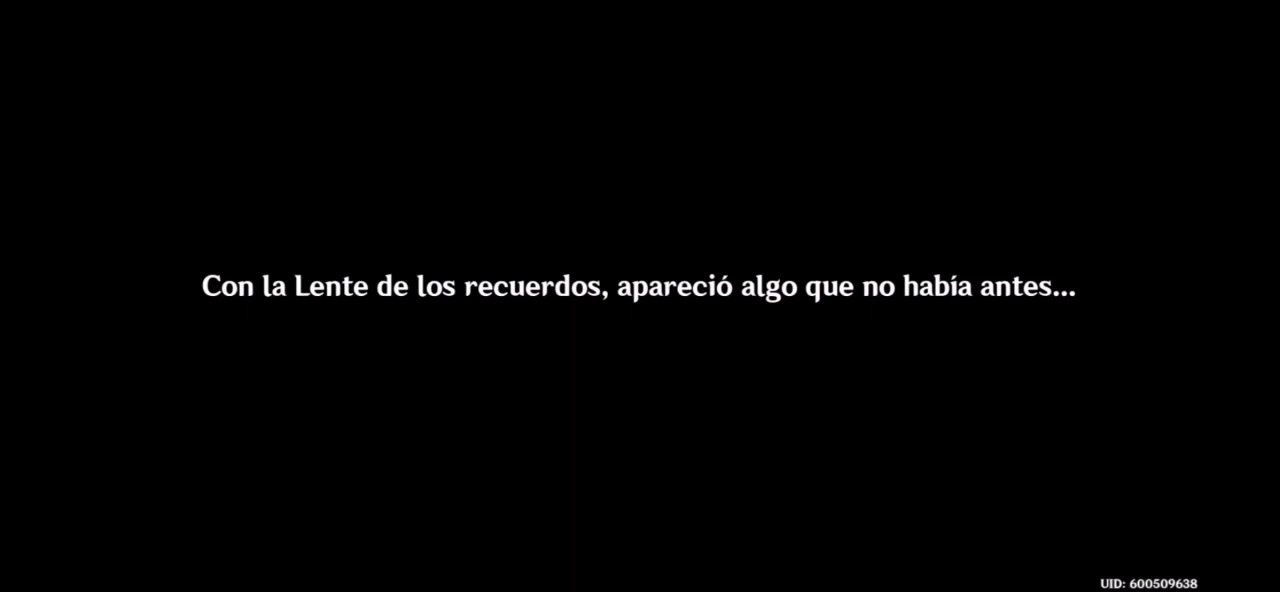 Con la Lente de los recuerdos, apareció algo que no había antes...
UID: 600509638